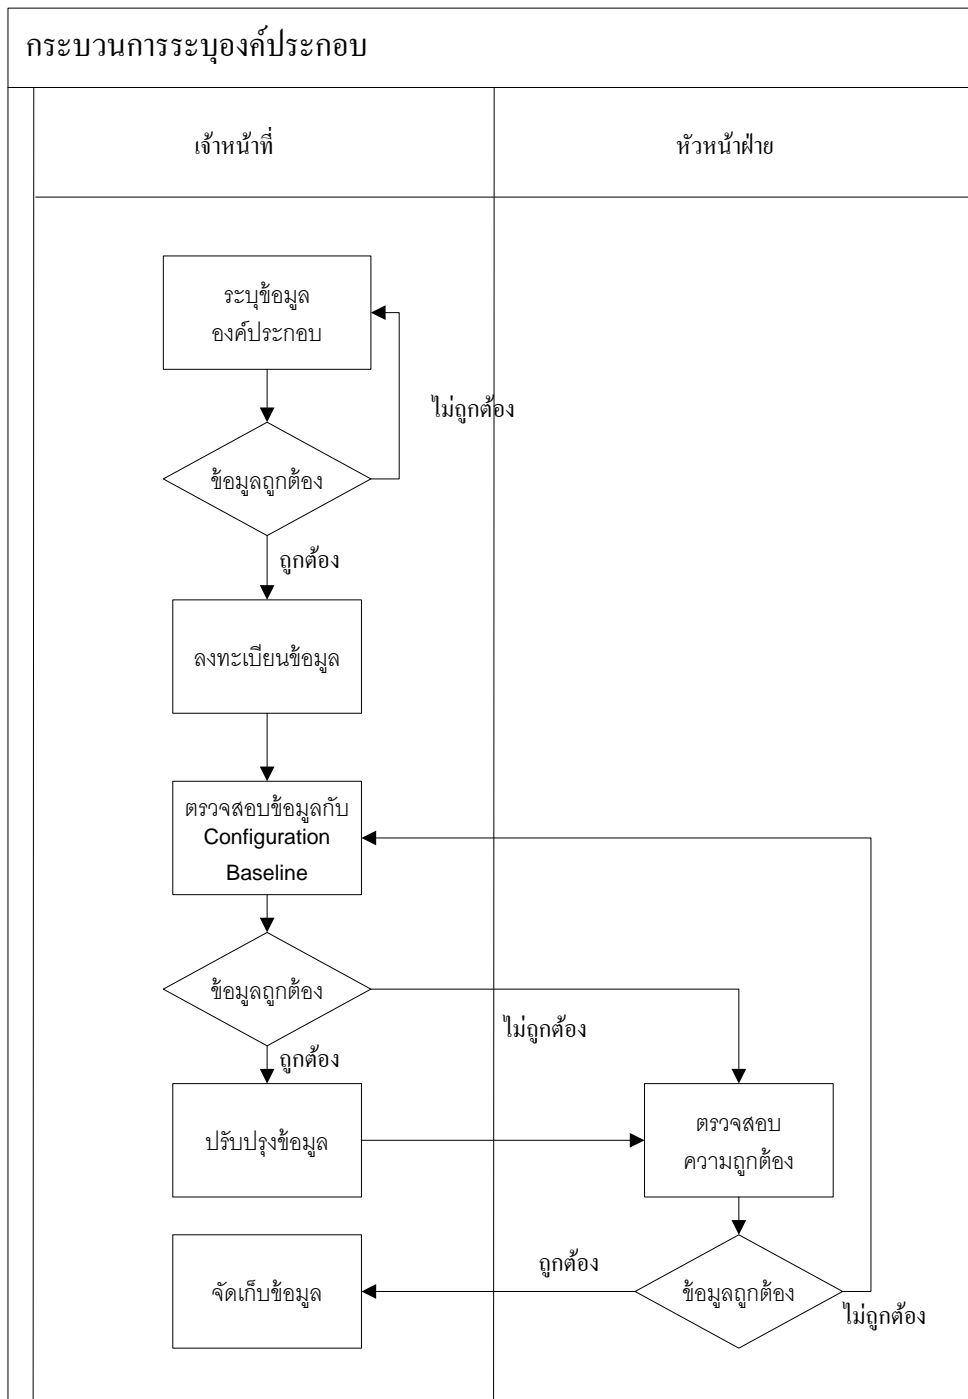 กระบวนการระบุองค์ประกอบ
เจ้าหน้าที่
หัวหน้าฝ่าย
ระบุข้อมูล
องค์ประกอบ
ไม่ถูกต้อง
ข้อมูลถูกต้อง
ถูกต้อง
ลงทะเบียนข้อมูล
ตรวจสอบข้อมูลกับ
Configuration
Baseline
ข้อมูลถูกต้อง
ไม่ถูกต้อง
ถูกต้อง
ปรับปรุงข้อมูล
ตรวจสอบ
ความถูกต้อง
จัดเก็บข้อมูล
ถูกต้อง
ข้อมูลถูกต้อง
ไม่ถูกต้อง